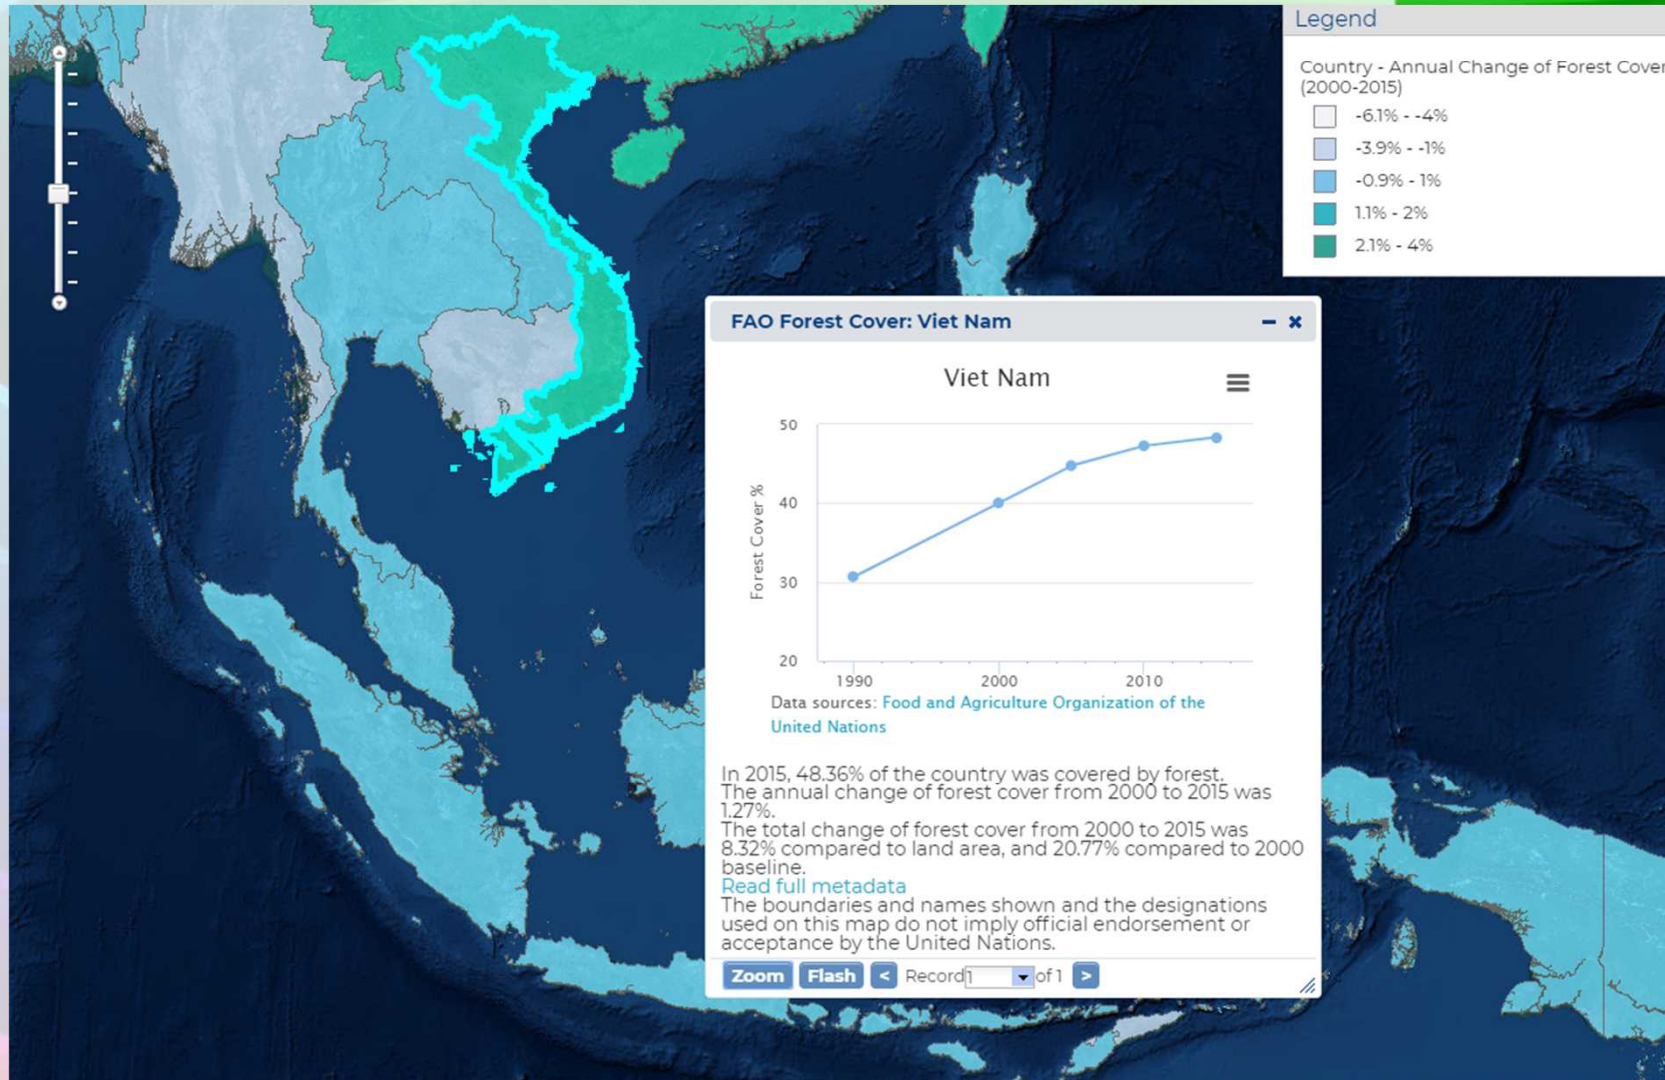 Legend
Country - Annual Change of Forest Cover
(2000-2015)
-6.1% - -4%
-3.9% - -1%
-0.9% - 1%
1.1% - 2%
2.1% - 4%
FAO Forest Cover: Viet Nam
Viet Nam
Forest Cover %
50
40
30
20
1990
2000
2010
Data sources: Food and Agriculture Organization of the
United Nations
In 2015, 48.36% of the country was covered by forest.
The annual change of forest cover from 2000 to 2015 was
1.27%.
The total change of forest cover from 2000 to 2015 was
8.32% compared to land area, and 20.77% compared to 2000
baseline.
Read full metadata
The boundaries and names shown and the designations
used on this map do not imply official endorsement or
acceptance by the United Nations.
Zoom Flash < Record 1 of 1 >